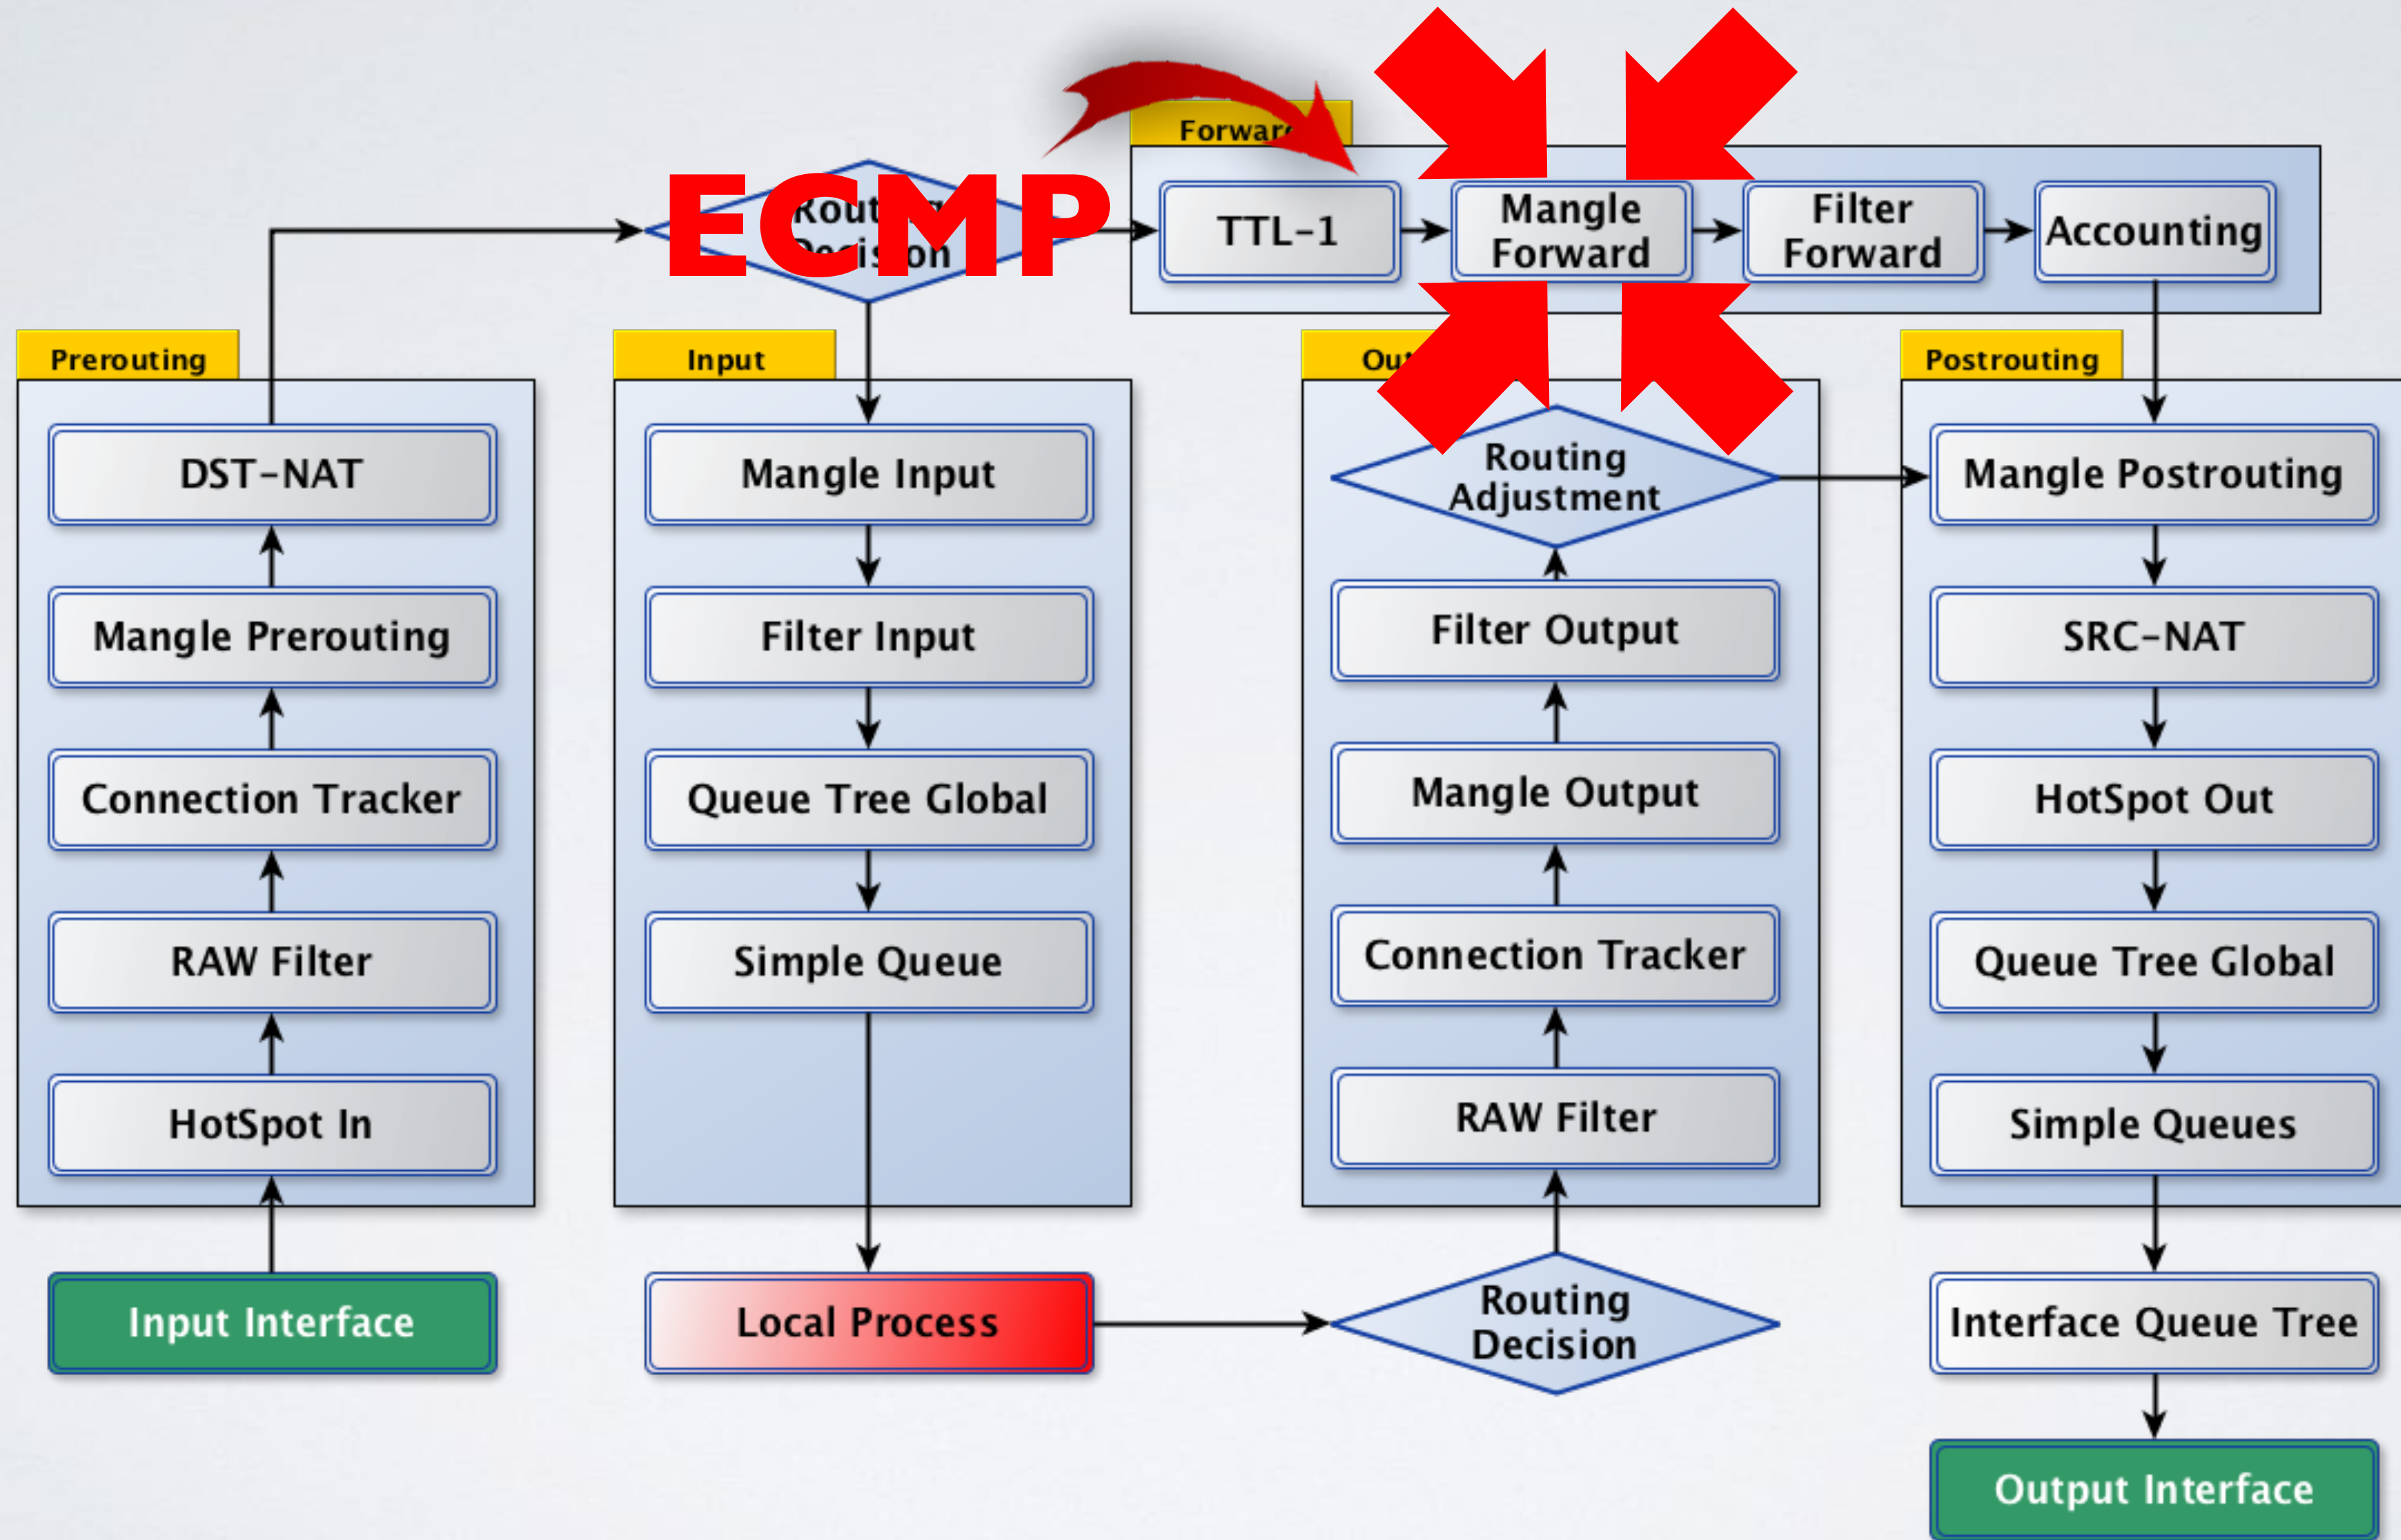 ECMP
Routing
Decision
Forward
TTL-1
Mangle
Forward
Filter
Forward
Accounting
Prerouting
DST-NAT
Mangle Prerouting
Connection Tracker
RAW Filter
HotSpot In
Input Interface
Input
Mangle Input
Filter Input
Queue Tree Global
Simple Queue
Local Process
Routing
Adjustment
Filter Output
Mangle Output
Connection Tracker
RAW Filter
Routing
Decision
Postrouting
Mangle Postrouting
SRC-NAT
HotSpot Out
Queue Tree Global
Simple Queues
Interface Queue Tree
Output Interface